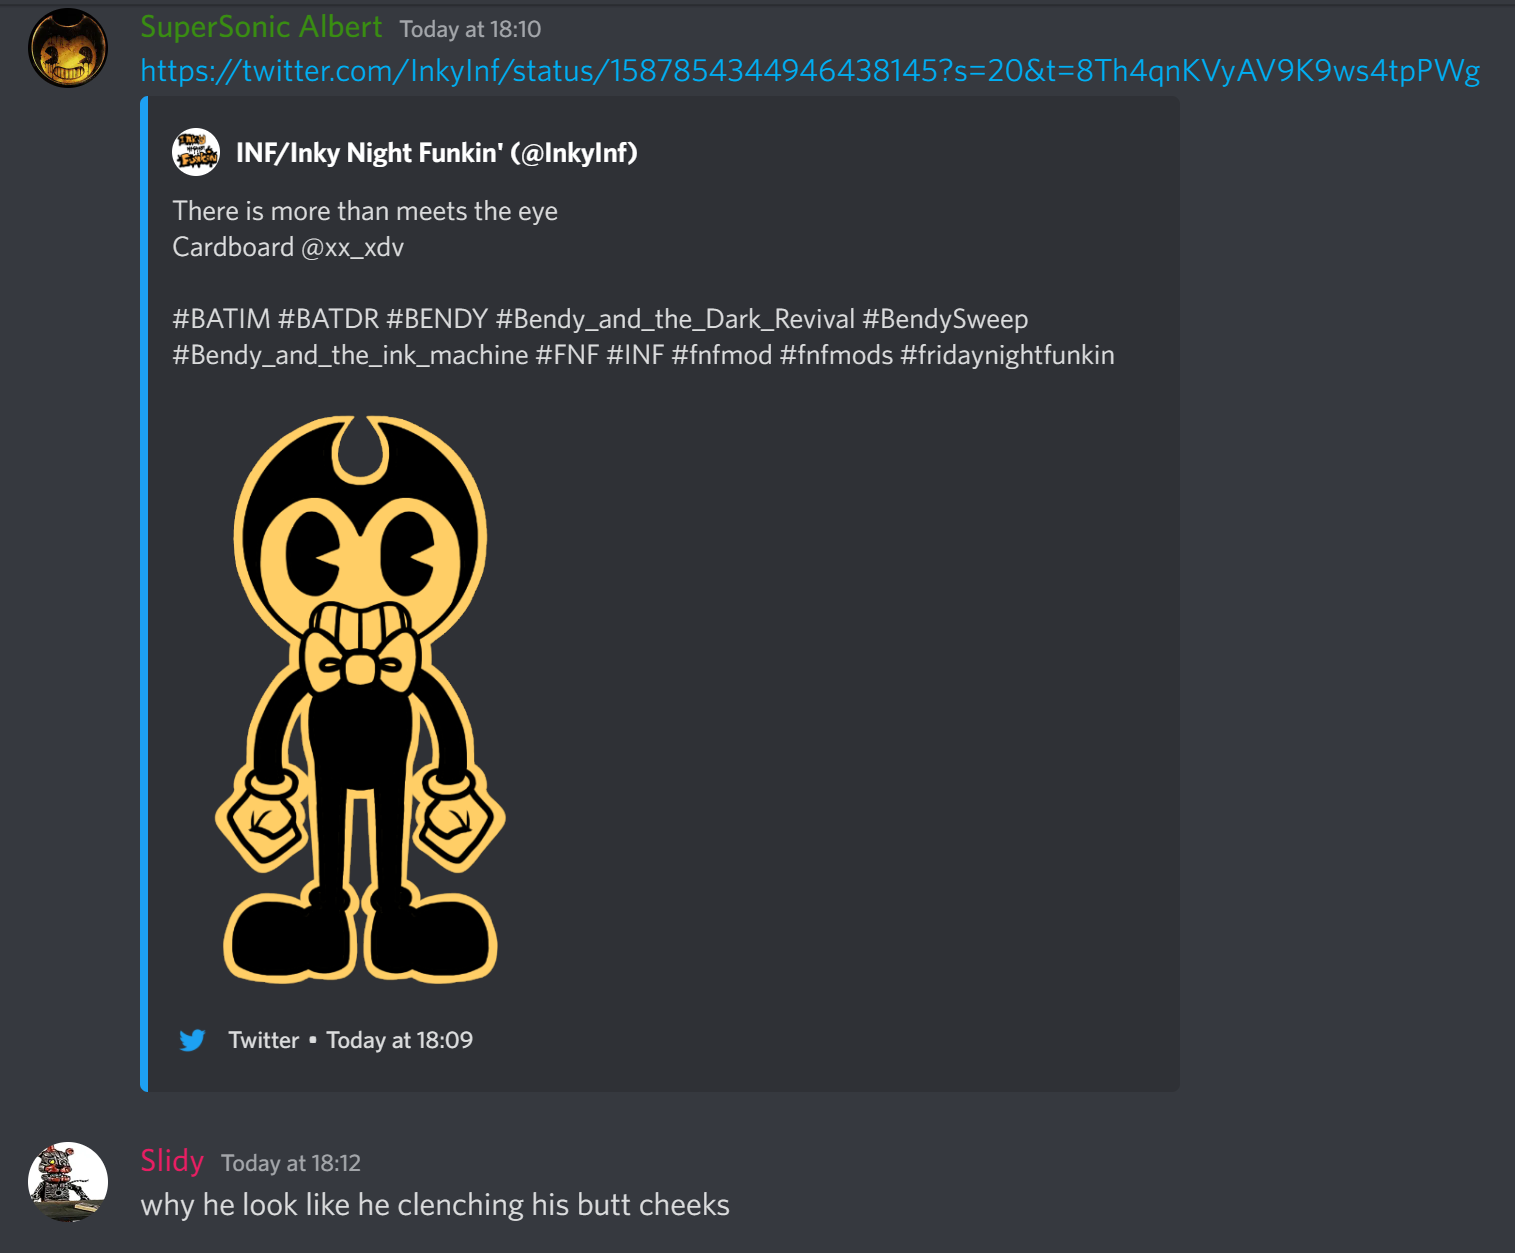 SuperSonic Albert Today at 18:10
https://twitter.com/InkyInf/status/1587854344946438145?s=20&t=8Th4qnKVyAV9K9ws4tpPWg
INF/Inky Night Funkin' (@InkyInf)
There is more than meets the eye
Cardboard @xx_xdv
#BATIM #BATDR #BENDY #Bendy_and_the_Dark_Revival #BendySweep
#Bendy_and_the_ink_machine #FNF #INF #fnfmod #fnfmods #fridaynightfunkin
Twitter • Today at 18:09
Slidy Today at 18:12
why he look like he clenching his butt cheeks